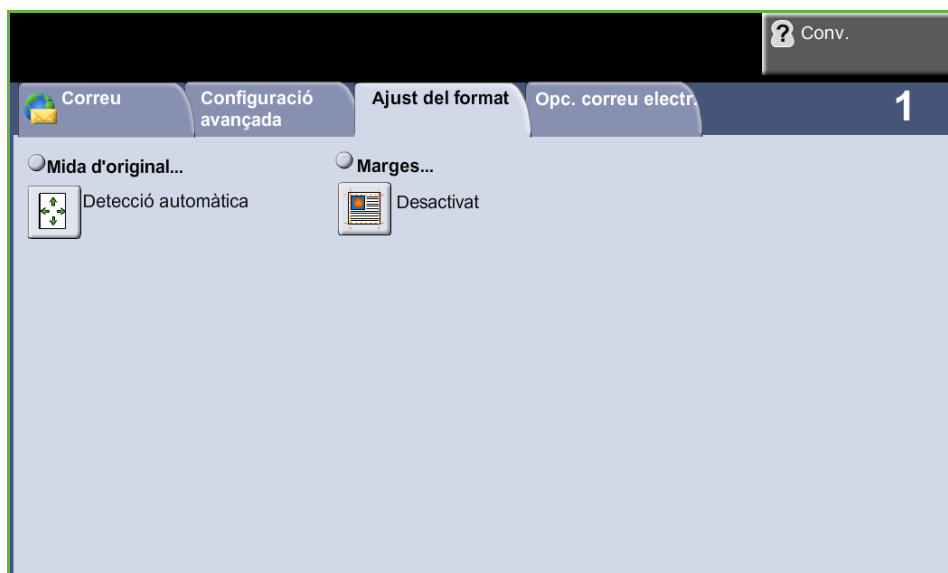 ? Conv.
Correu
Configuració
avançada
Ajust del format
Opc. correu electr.
1
Mida d'original...
Marges...
Detecció automàtica
Desactivat